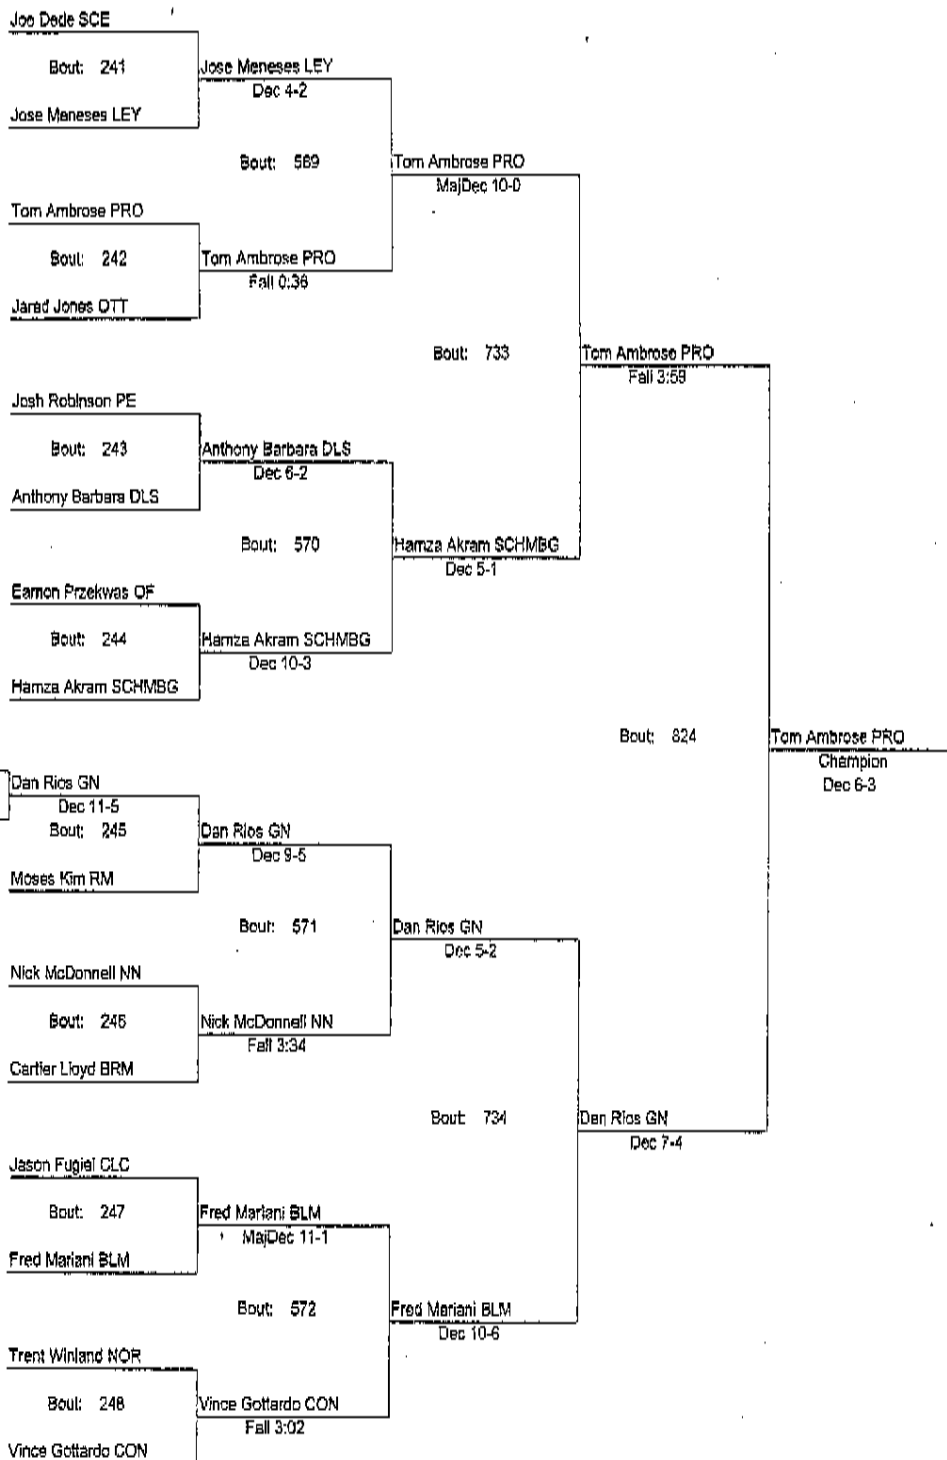 Joe Dede SCE
Bout: 241
Jose Meneses LEY
Dec 4-2
Jose Meneses LEY
Bout: 569
Tom Ambrose PRO
MajDec 10-0
Tom Ambrose PRO
Bout: 242
Tom Ambrose PRO
Fall 0:36
Jarad Jones OTT
Bout: 733
Tom Ambrose PRO
Fall 3:59
Josh Robinson PE
Bout: 243
Anthony Barbara DLS
Dec 6-2
Anthony Barbara DLS
Bout: 570
Hamza Akram SCHMBG
Dec 5-1
Eamon Przekwas OF
Bout: 244
Hamza Akram SCHMBG
Dec 10-3
Hamza Akram SCHMBG
Bout: 824
Tom Ambrose PRO
Champion
Dec 6-3
Dan Rios GN
Dec 11-5
Bout: 245
Dan Rios GN
Dec 9-5
Moses Kim RM
Bout: 571
Dan Rios GN
Dec 5-2
Nick McDonnell NN
Bout: 246
Nick McDonnell NN
Fall 3:34
Cartier Lloyd BRM
Bout: 734
Dan Rios GN
Dec 7-4
Jason Fugiel CLC
Bout: 247
Fred Mariani BLM
MajDec 11-1
Fred Mariani BLM
Bout: 572
Fred Mariani BLM
Dec 10-6
Trent Winland NOR
Bout: 248
Vince Gottardo CON
Fall 3:02
Vince Gottardo CON